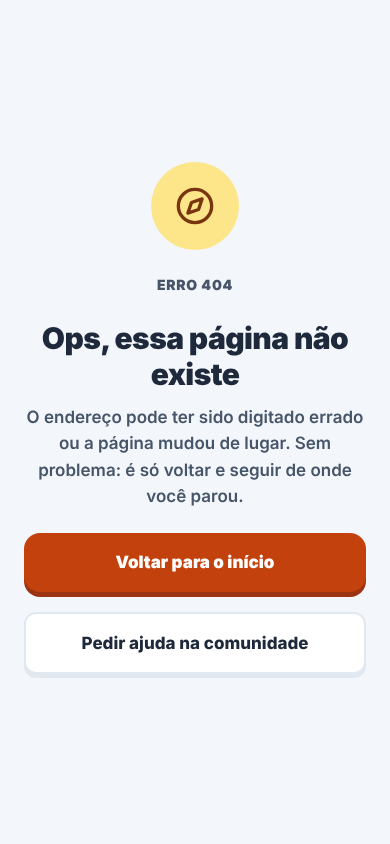 ERRO 404
Ops, essa página não
existe
O endereço pode ter sido digitado errado
ou a página mudou de lugar. Sem
problema: é só voltar e seguir de onde
você parou.
Voltar para o início
Pedir ajuda na comunidade